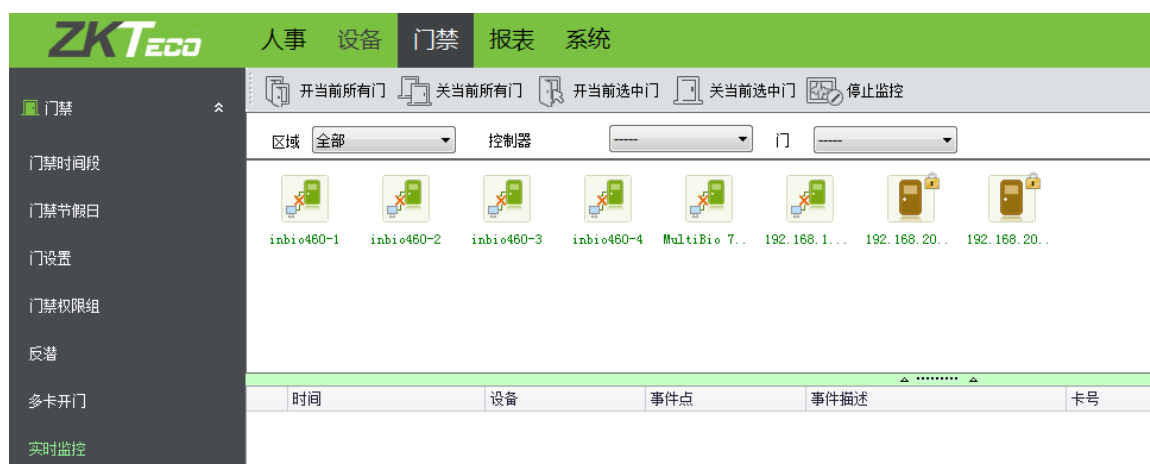 ZKTeco 人事 设备 门禁 报表 系统
门禁
开当前所有门 关当前所有门 开当前选中门 关当前选中门 停止监控
区域 全部 控制器 ----- 门 -----
门禁时间段
门禁节假日
inbio460-1 inbio460-2 inbio460-3 inbio460-4 MultiBio 7.. 192.168.1... 192.168.20.. 192.168.20..
门设置
门禁权限组
反潜
多卡开门
时间 设备 事件点 事件描述 卡号
实时监控